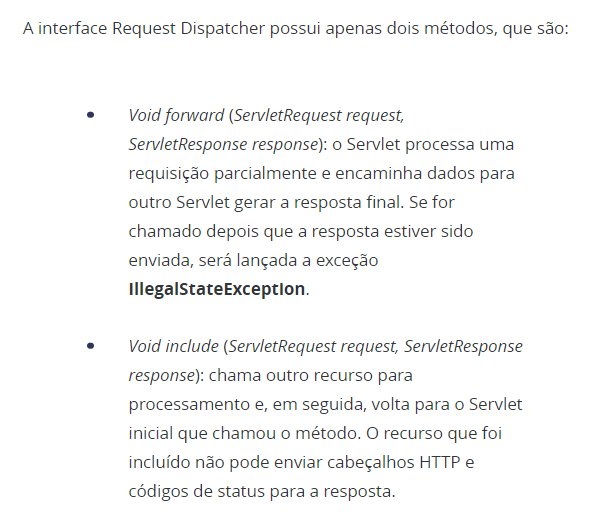 A interface Request Dispatcher possui apenas dois métodos, que são:
• Void forward (ServletRequest request,
ServletResponse response): o Servlet processa uma
requisição parcialmente e encaminha dados para
outro Servlet gerar a resposta final. Se for
chamado depois que a resposta estiver sido
enviada, será lançada a exceção
IllegalStateException.
• Void include (ServletRequest request, ServletResponse
response): chama outro recurso para
processamento e, em seguida, volta para o Servlet
inicial que chamou o método. O recurso que foi
incluído não pode enviar cabeçalhos HTTP e
códigos de status para a resposta.